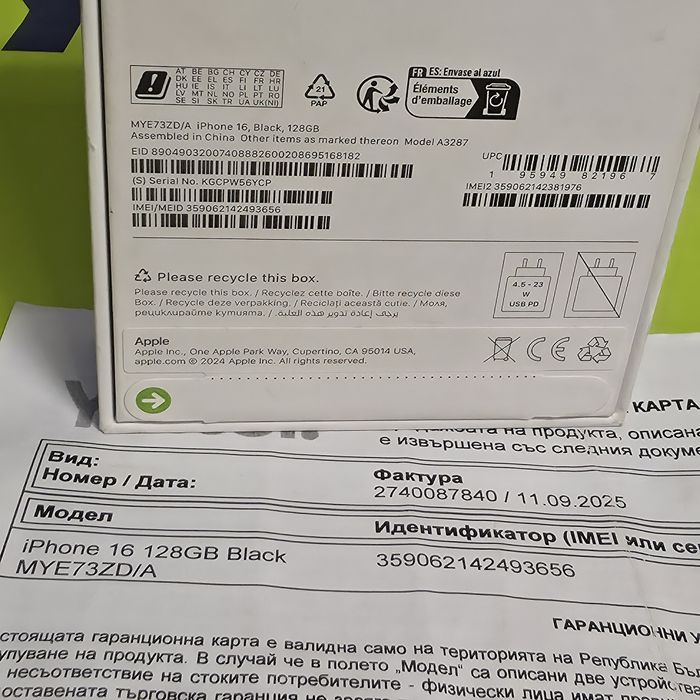 AT BE BG CH CY CZ DE
DK EE EL ES FI FR HR
HU IE IS IT LI LT LU
LV MT NL NO PL PT RO
SE SI SK TR UA UK(NI)
21
PAP
FR ES: Envase al azul
Éléments
d'emballage
MYE73ZD/A iPhone 16, Black, 128GB
Assembled in China Other items as marked thereon Model A3287
EID 89049032007408882600208695168182
UPC
1 95949 82196 7
(S) Serial No. KGCPW56YCP
IMEI2 359062142381976
IMEI/MEID 359062142493656
Please recycle this box.
Please recycle this box. / Recyclez cette boîte. / Bitte recycle diese
Box. / Recycle deze verpakking. / Reciclați această cutie. / Моля,
рециклирайте кутията. / يرجى إعادة تدوير هذه العلبة.
4.5 - 23
W
USB PD
Apple
Apple Inc., One Apple Park Way, Cupertino, CA 95014 USA,
apple.com © 2024 Apple Inc. All rights reserved.
CE
КАРТА
на продукта, описана
е извършена със следния докуме
Вид:
Номер / Дата:
Фактура
2740087840 / 11.09.2025
Модел
Идентификатор (IMEI или се
iPhone 16 128GB Black
MYE73ZD/A
359062142493656
ГАРАНЦИОННИ У
стоящата гаранционна карта е валидна само на територията на Република Бъ
упуване на продукта. В случай че в полето „Модел“ са описани две устройст
несъответствие на стоките потребителите - физически лица имат
оставената търговска гаранция не